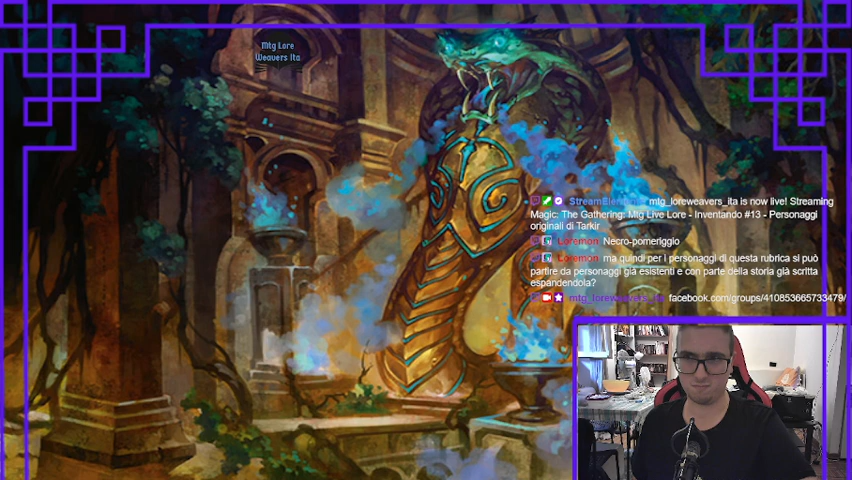 Mtg Lore
Weavers Ita
mtg_loreweavers_ita is now live! Streaming
Magic: The Gathering: Mtg Live Lore - Inventando #13 - Personaggi
originali di Tarkir
Loremon Necro-pomeriggio
Loremon ma quindi per i personaggi di questa rubrica si può
partire da personaggi già esistenti e con parte della storia già scritta
espandendola?
mtg_loreweavers_ita facebook.com/groups/410853665733479/